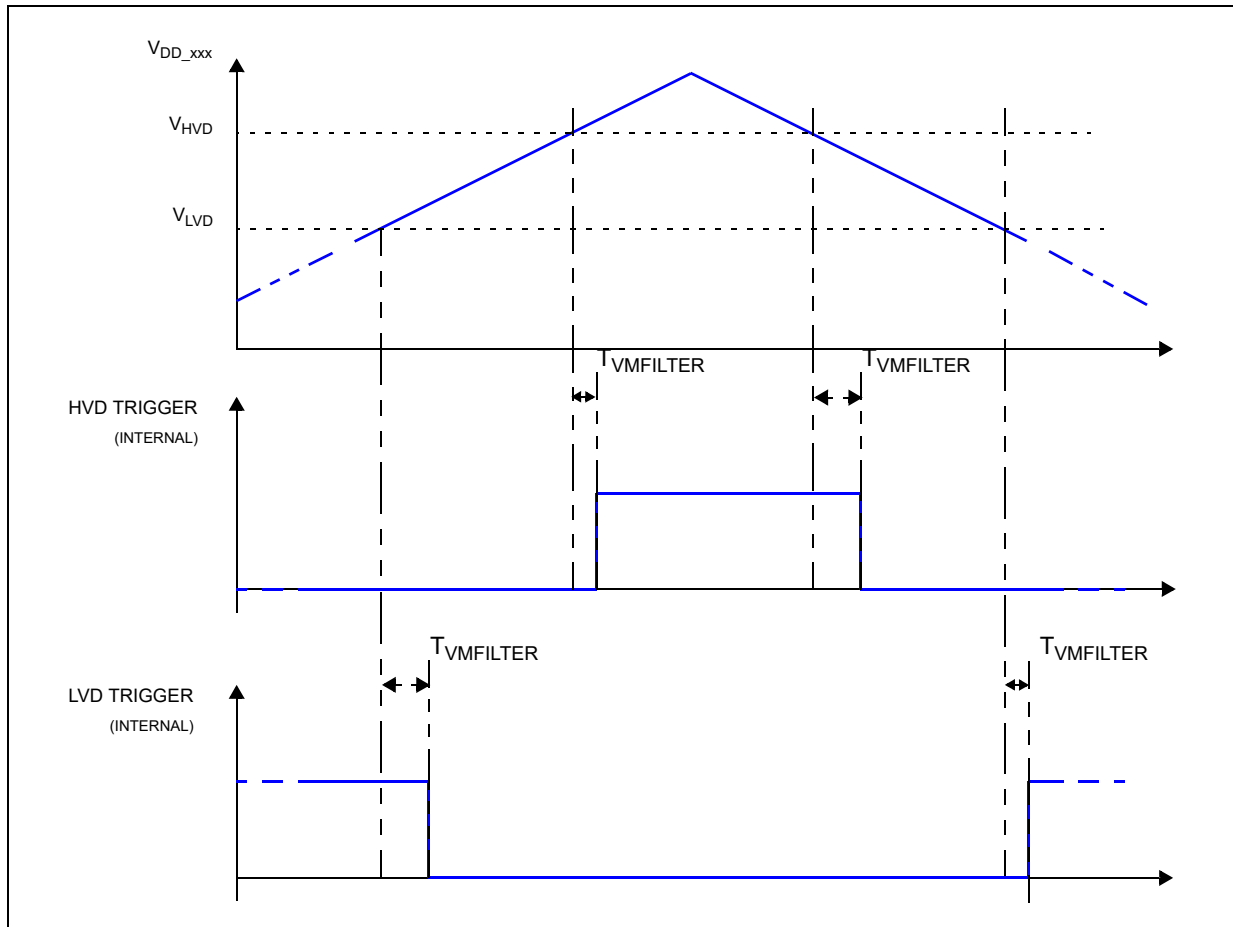 VDD_xxx
VHVD
VLVD
TVMFILTER TVMFILTER
HVD TRIGGER
(INTERNAL)
TVMFILTER TVMFILTER
LVD TRIGGER
(INTERNAL)